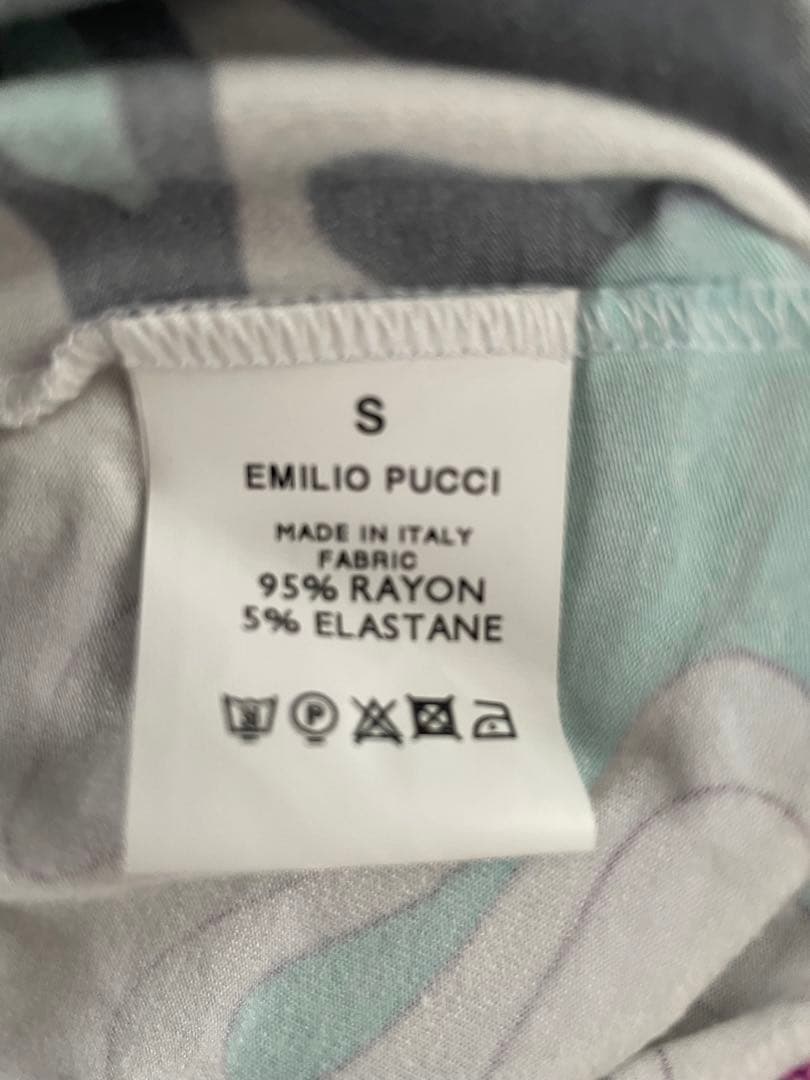 S
EMILIO PUCCI
MADE IN ITALY
FABRIC
95% RAYON
5% ELASTANE
P